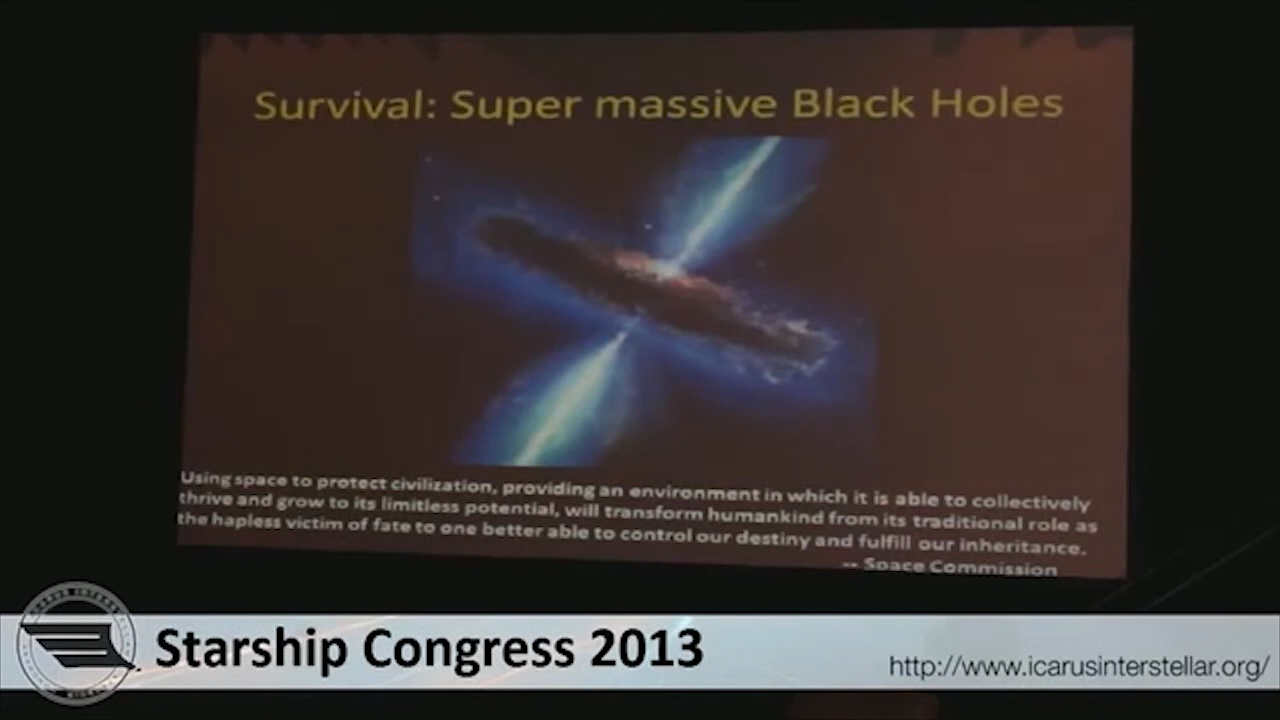 Survival: Super massive Black Holes
Using space to protect civilization, providing an environment in which it is able to collectively
thrive and grow to its limitless potential, will transform humankind from its traditional role as
the hapless victim of fate to one better able to control our destiny and fulfill our inheritance.
-- Space Commission
Starship Congress 2013
http://www.icarusinterstellar.org/